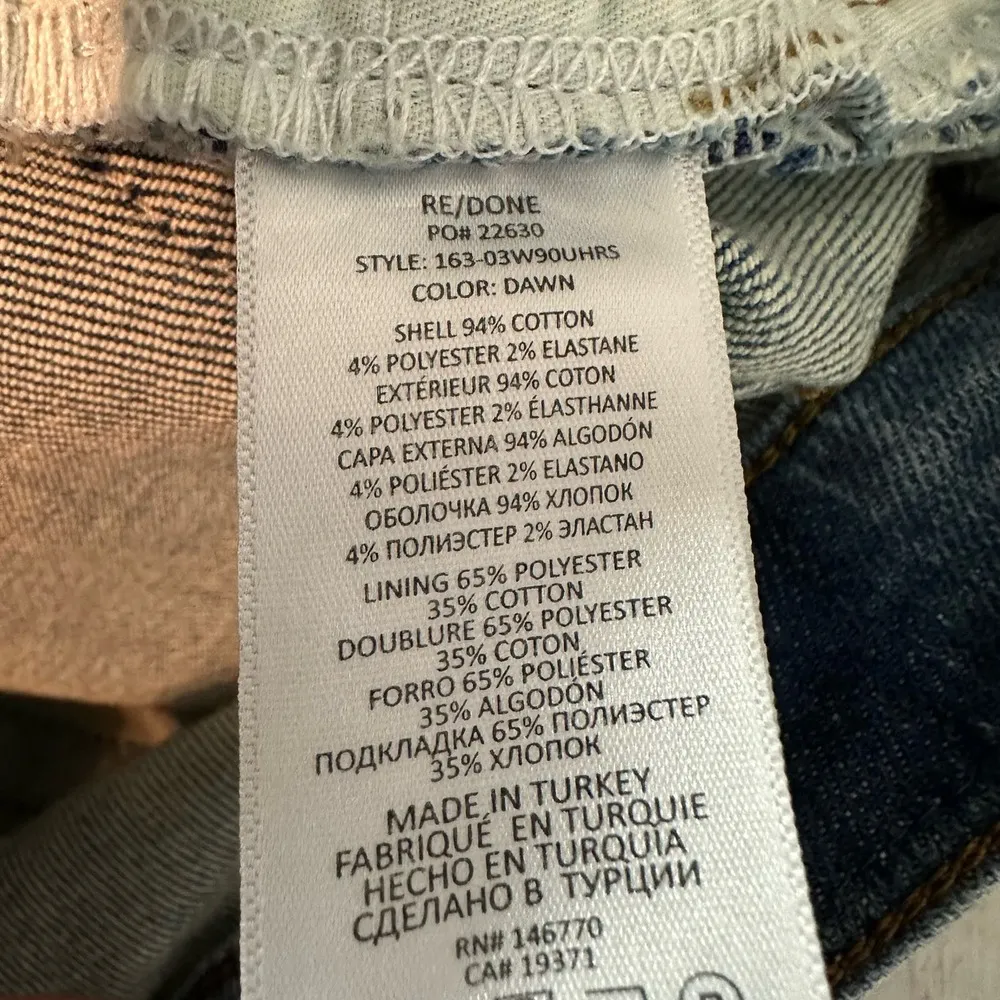 RE/DONE
PO# 22630
STYLE: 163-03W90UHRS
COLOR: DAWN
SHELL 94% COTTON
4% POLYESTER 2% ELASTANE
EXTÉRIEUR 94% COTON
4% POLYESTER 2% ÉLASTHANNE
CAPA EXTERNA 94% ALGODÓN
4% POLIÉSTER 2% ELASTANO
ОБОЛОЧКА 94% ХЛОПОК
4% ПОЛИЭСТЕР 2% ЭЛАСТАН
LINING 65% POLYESTER
35% COTTON
DOUBLURE 65% POLYESTER
35% COTON
FORRO 65% POLIÉSTER
35% ALGODÓN
ПОДКЛАДКА 65% ПОЛИЭСТЕР
35% ХЛОПОК
MADE IN TURKEY
FABRIQUÉ EN TURQUIE
HECHO EN TURQUÍA
СДЕЛАНО В ТУРЦИИ
RN# 146770
CA# 19371